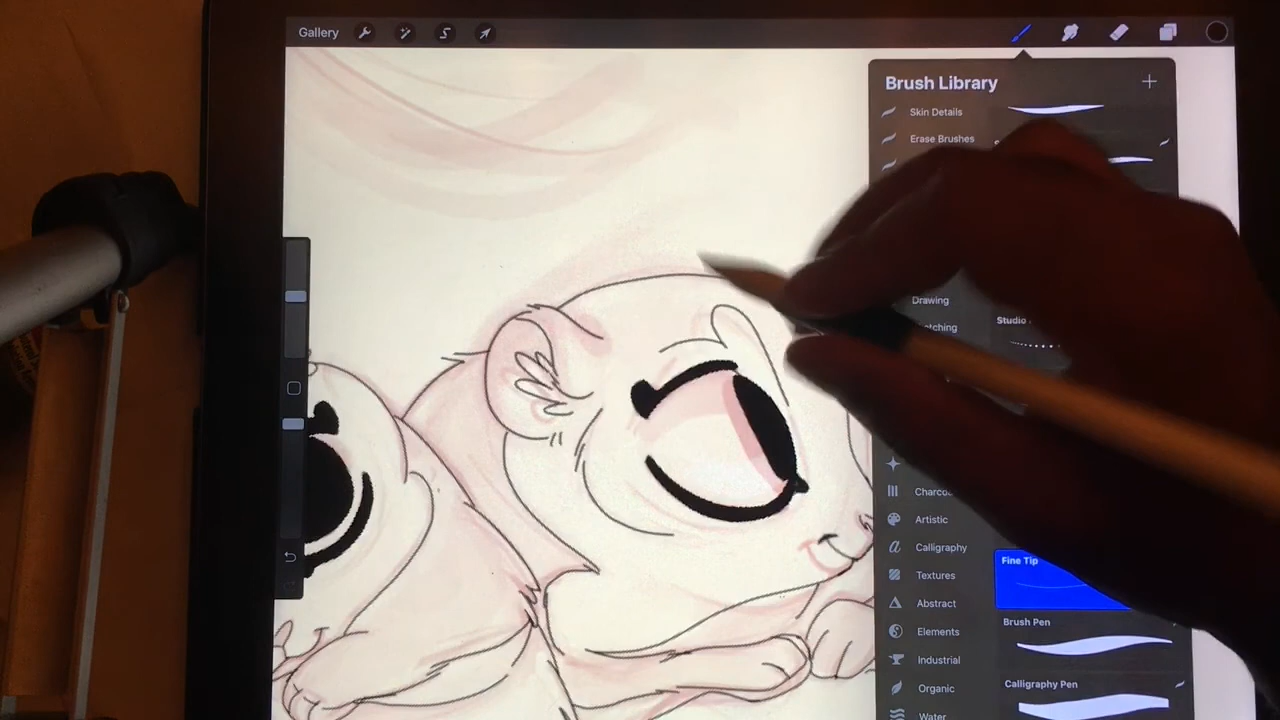 Gallery
Brush Library
Skin Details
Erase Brushes
Drawing
Studio
Artistic
Calligraphy
Fine Tip
Textures
Abstract
Brush Pen
Elements
Industrial
Calligraphy Pen
Organic
Water